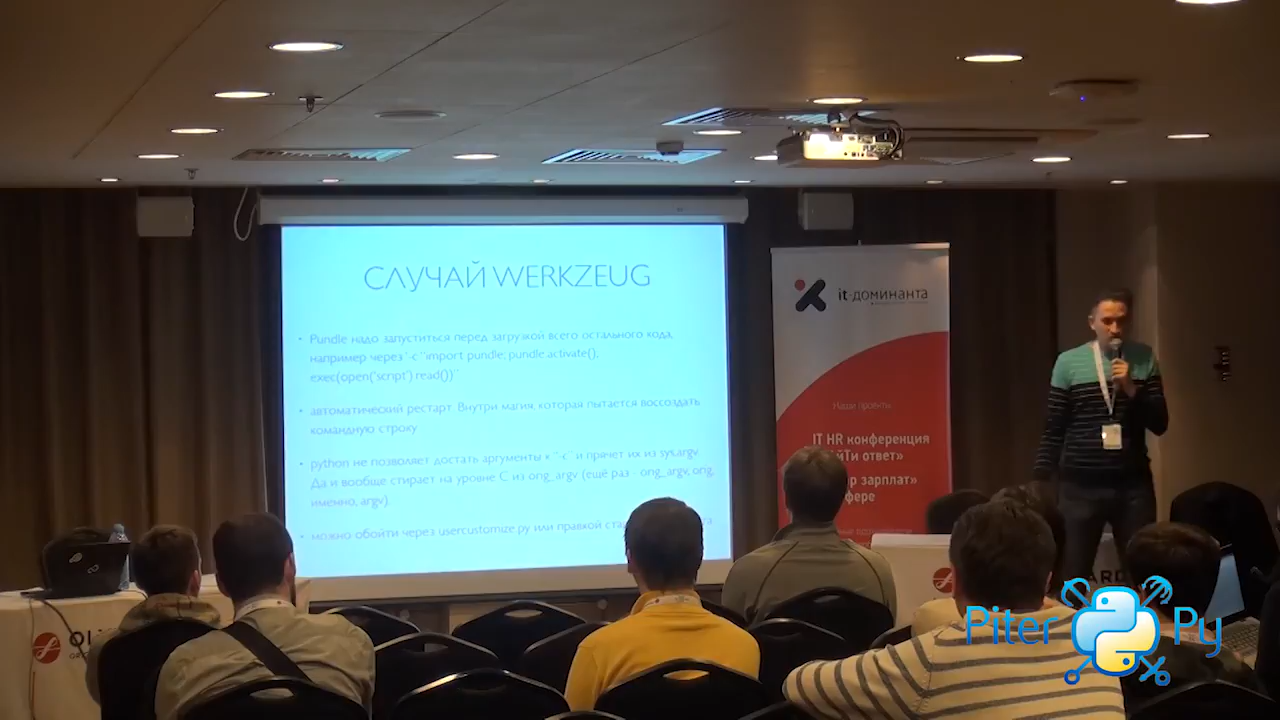 СЛУЧАЙ WERKZEUG
• Pundle надо запуститься перед загрузкой всего остального кода,
например через `-c "import pundle; pundle.activate();
exec(open('script').read())"`
• автоматический рестарт. Внутри магия, которая пытается воссоздать
командную строку
• python не позволяет достать аргументы к "-c" и прячет их из sys.argv
Да и вообще стирает на уровне C из orig_argv (ещё раз - orig_argv, orig,
именно, argv)
• можно обойти через usercustomize.py или правкой
it-доминанта
Наши проекты
IT HR конференция
ответ»
зарплат»
Piter Py